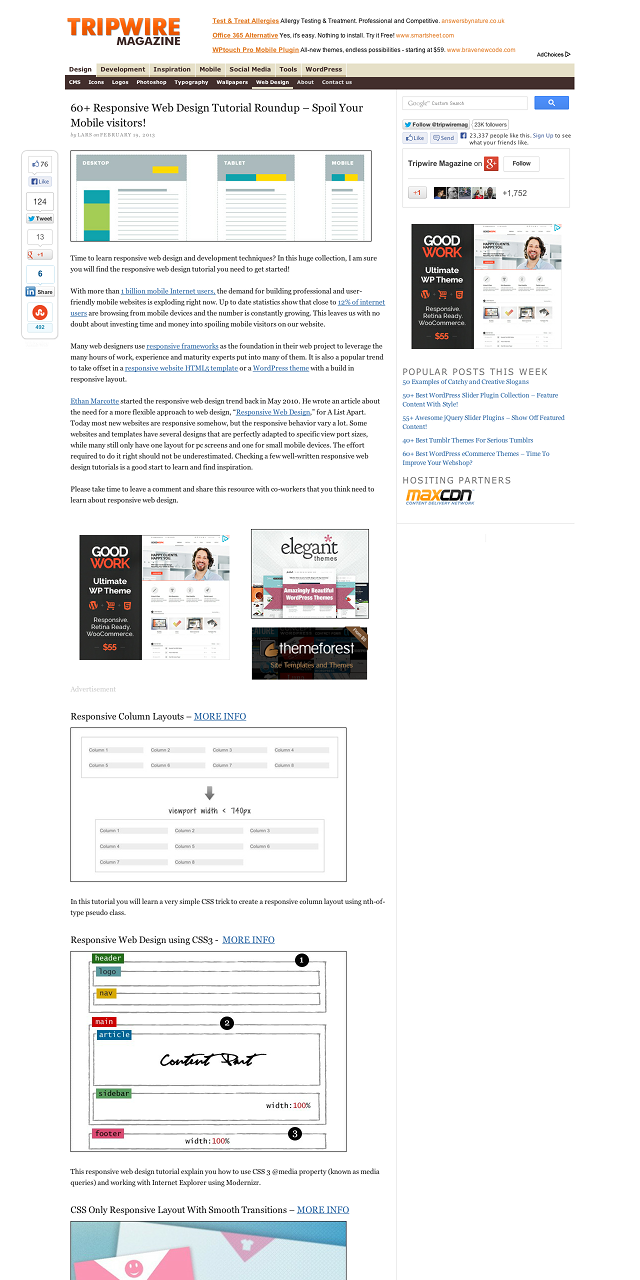 TRIPWIRE
MAGAZINE
Test & Treat Allergies Allergy Testing & Treatment. Professional and Competitive. answersbynature.co.uk
Office 365 Alternative Yes, it's easy, Nothing to install. Try it Free! www.smartsheet.com
WPtouch Pro Mobile Plugin All-new themes, endless possibilities - starting at $59. www.bravenewcode.com
AdChoices
Design Development Inspiration Mobile Social Media Tools WordPress
CMS Icons Logos Photoshop Typography Wallpapers Web Design About Contact us
60+ Responsive Web Design Tutorial Roundup – Spoil Your
Mobile visitors!
by LARS on FEBRUARY 19, 2012
76
Like
124
Tweet
13
+1
6
Share
492
DESKTOP TABLET MOBILE
Time to learn responsive web design and development techniques? In this huge collection, I am sure
you will find the responsive web design tutorial you need to get started!
With more than 1 billion mobile Internet users, the demand for building professional and user-
friendly mobile websites is exploding right now. Up to date statistics show that close to 12% of internet
users are browsing from mobile devices and the number is constantly growing. This leaves us with no
doubt about investing time and money into spoiling mobile visitors on our website.
Many web designers use responsive frameworks as the foundation in their web project to leverage the
many hours of work, experience and maturity experts put into many of them. It is also a popular trend
to take offset in a responsive website HTML5 template or a WordPress theme with a build in
responsive layout.
Ethan Marcotte started the responsive web design trend back in May 2010. He wrote an article about
the need for a more flexible approach to web design, "Responsive Web Design," for A List Apart.
Today most new websites are responsive somehow, but the responsive behavior vary a lot. Some
websites and templates have several designs that are perfectly adapted to specific view port sizes,
while many still only have one layout for pc screens and one for small mobile devices. The effort
required to do it right should not be underestimated. Checking a few well-written responsive web
design tutorials is a good start to learn and find inspiration.
Please take time to leave a comment and share this resource with co-workers that you think need to
learn about responsive web design.
GOOD
WORK
Ultimate
WP Theme
Responsive.
Retina Ready.
WooCommerce.
$55
elegant
themes
Amazingly Beautiful
WordPress Themes
themeforest
Site Templates and Themes
Advertisement
Responsive Column Layouts – MORE INFO
Column 1 Column 2 Column 3 Column 4
Column 5 Column 6 Column 7 Column 8
viewport width < 740px
Column 1 Column 2 Column 3
Column 4 Column 5 Column 6
Column 7 Column 8
In this tutorial you will learn a very simple CSS trick to create a responsive column layout using nth-of-
type pseudo class.
Responsive Web Design using CSS3 - MORE INFO
header 1
logo
nav
main 2
article
Content Part
sidebar
width:100%
footer 3
width:100%
This responsive web design tutorial explain you how to use CSS 3 @media property (known as media
queries) and working with Internet Explorer using Modernizr.
CSS Only Responsive Layout With Smooth Transitions – MORE INFO
Google Custom Search
Follow @tripwiremag 23K followers
Like Send 23,337 people like this. Sign Up to see
what your friends like.
Tripwire Magazine on Follow
+1 +1,752
GOOD
WORK
Ultimate
WP Theme
Responsive.
Retina Ready.
WooCommerce.
$55
POPULAR POSTS THIS WEEK
50 Examples of Catchy and Creative Slogans
50+ Best WordPress Slider Plugin Collection – Feature
Content With Style!
55+ Awesome jQuery Slider Plugins – Show Off Featured
Content!
40+ Best Tumblr Themes For Serious Tumblrs
60+ Best WordPress eCommerce Themes – Time To
Improve Your Webshop?
HOSITING PARTNERS
MAXCDN
CONTENT DELIVERY NETWORK